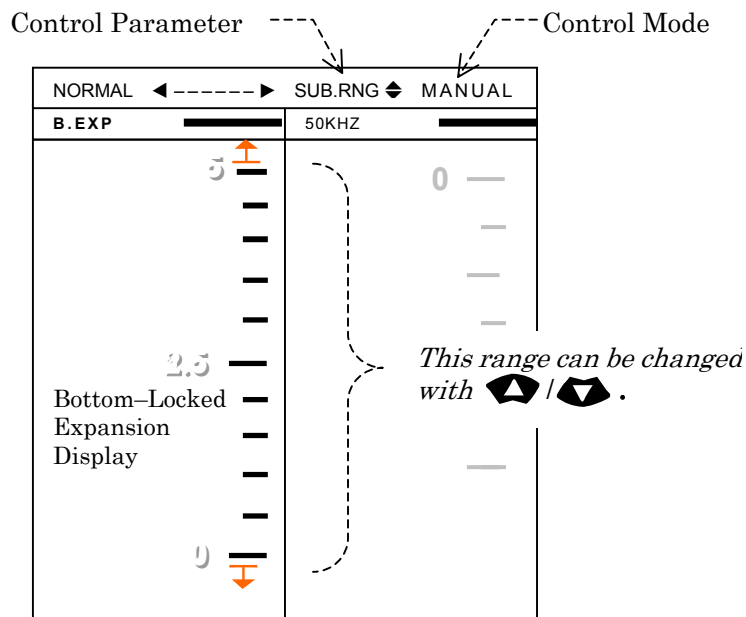 Control Parameter
Control Mode
NORMAL SUB.RNG MANUAL
B.EXP 50KHZ
5
0
2.5
This range can be changed
with / .
Bottom–Locked
Expansion
Display
0